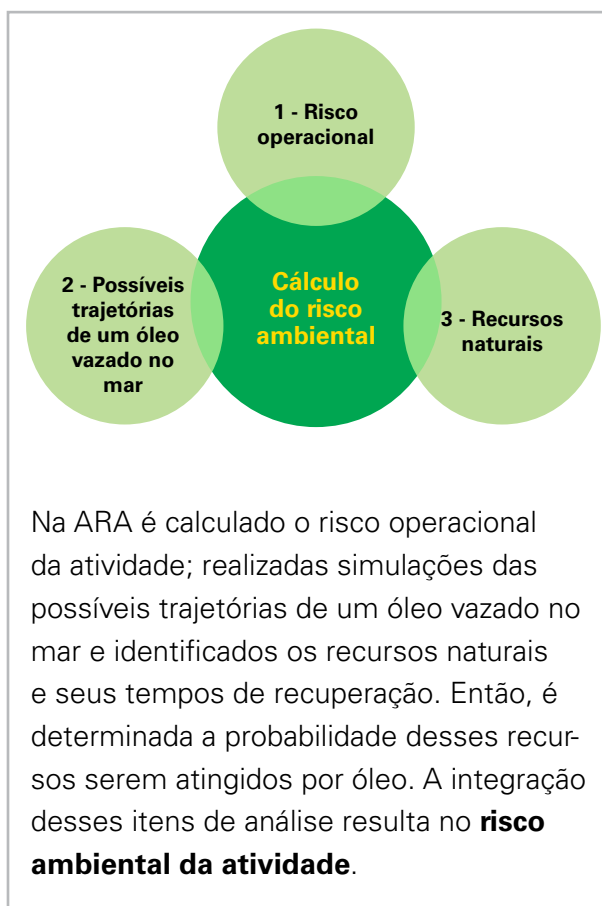 1 - Risco
operacional
Cálculo
do risco
ambiental
2 - Possíveis
trajetórias
de um óleo
vazado no
mar
3 - Recursos
naturais
Na ARA é calculado o risco operacional
da atividade; realizadas simulações das
possíveis trajetórias de um óleo vazado no
mar e identificados os recursos naturais
e seus tempos de recuperação. Então, é
determinada a probabilidade desses recur-
sos serem atingidos por óleo. A integração
desses itens de análise resulta no risco
ambiental da atividade.